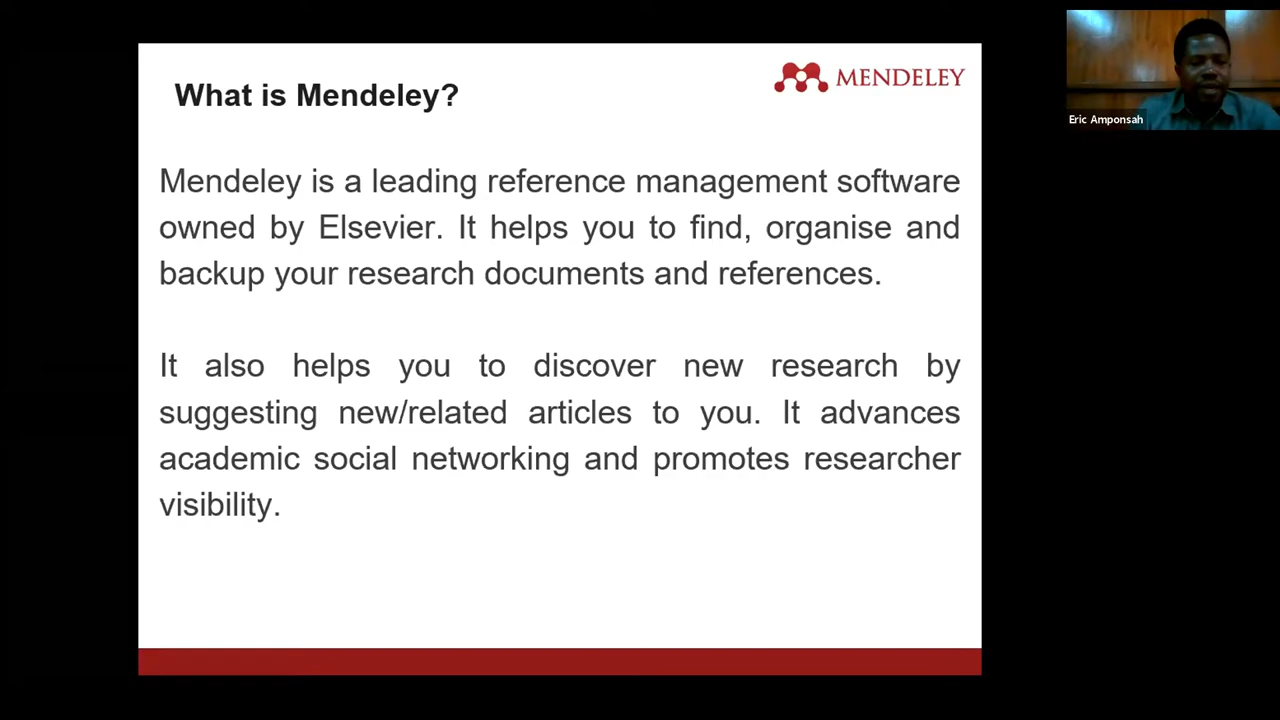 What is Mendeley?
MENDELEY
Mendeley is a leading reference management software
owned by Elsevier. It helps you to find, organise and
backup your research documents and references.
It also helps you to discover new research by
suggesting new/related articles to you. It advances
academic social networking and promotes researcher
visibility.
Eric Amponsah